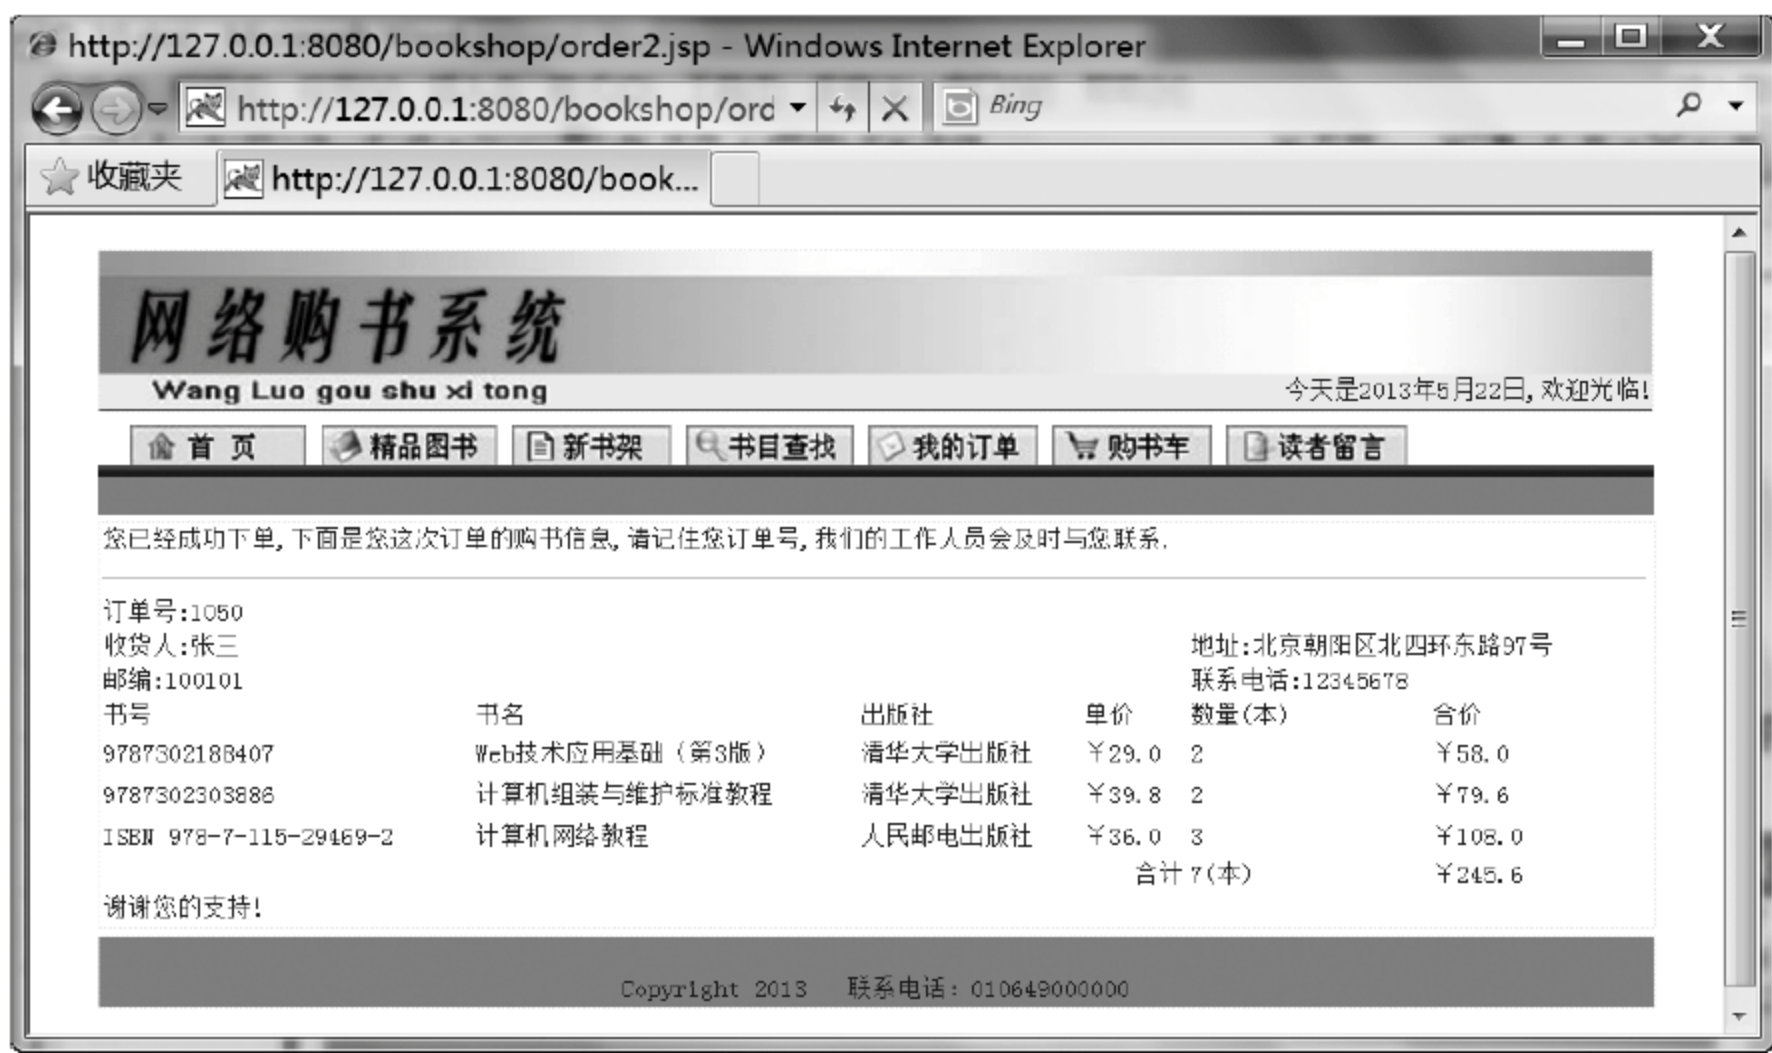 http://127.0.0.1:8080/bookshop/order2.jsp - Windows Internet Explorer
http://127.0.0.1:8080/bookshop/ord
Bing
收藏夹
http://127.0.0.1:8080/book...
网络购书系统
Wang Luo gou shu xi tong
今天是2013年5月22日,欢迎光临!
首 页 精品图书 新书架 书目查找 我的订单 购书车 读者留言
您已经成功下单,下面是您这次订单的购书信息,请记住您订单号,我们的工作人员会及时与您联系.
订单号:1050
收货人:张三 地址:北京朝阳区北四环东路97号
邮编:100101 联系电话:12345678
书号 书名 出版社 单价 数量(本) 合价
9787302188407 Web技术应用基础（第3版） 清华大学出版社 ￥29.0 2 ￥58.0
9787302303886 计算机组装与维护标准教程 清华大学出版社 ￥39.8 2 ￥79.6
ISBN 978-7-115-29469-2 计算机网络教程 人民邮电出版社 ￥36.0 3 ￥108.0
合计 7(本) ￥245.6
谢谢您的支持!
Copyright 2013 联系电话: 010649000000